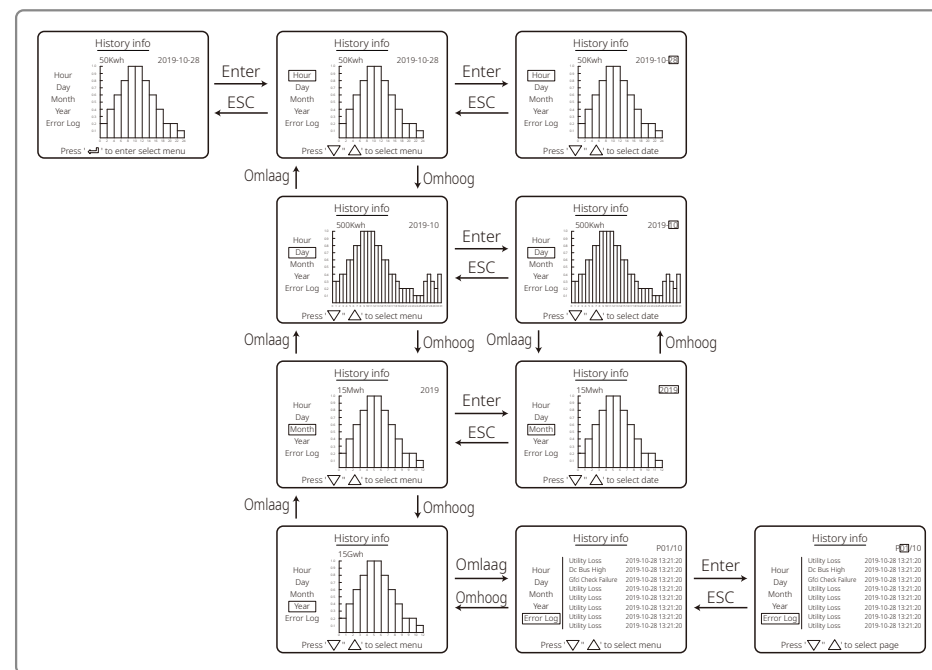 History info
50Kwh 2019-10-28
Hour
Day
Month
Year
Error Log
Press ' ' to enter select menu
Enter
ESC
History info
50Kwh 2019-10-28
Hour
Day
Month
Year
Error Log
Press ' " ' to select menu
Enter
ESC
History info
50Kwh 2019-10-28
Hour
Day
Month
Year
Error Log
Press ' " ' to select date
Omlaag
Omhoog
History info
500Kwh 2019-10
Hour
Day
Month
Year
Error Log
Press ' " ' to select menu
Enter
ESC
History info
500Kwh 2019-10
Hour
Day
Month
Year
Error Log
Press ' " ' to select date
Omlaag
Omhoog
Omlaag
Omhoog
History info
15Mwh 2019
Hour
Day
Month
Year
Error Log
Press ' " ' to select menu
Enter
ESC
History info
15Mwh 2019
Hour
Day
Month
Year
Error Log
Press ' " ' to select date
Omlaag
Omhoog
History info
15Gwh
Hour
Day
Month
Year
Error Log
Press ' " ' to select menu
Omlaag
Omhoog
History info
P01/10
Hour
Day
Month
Year
Error Log
Utility Loss 2019-10-28 13:21:20
Dc Bus High 2019-10-28 13:21:20
Gfci Check Failure 2019-10-28 13:21:20
Utility Loss 2019-10-28 13:21:20
Utility Loss 2019-10-28 13:21:20
Utility Loss 2019-10-28 13:21:20
Utility Loss 2019-10-28 13:21:20
Utility Loss 2019-10-28 13:21:20
Press ' " ' to select menu
Enter
ESC
History info
P01/10
Hour
Day
Month
Year
Error Log
Utility Loss 2019-10-28 13:21:20
Dc Bus High 2019-10-28 13:21:20
Gfci Check Failure 2019-10-28 13:21:20
Utility Loss 2019-10-28 13:21:20
Utility Loss 2019-10-28 13:21:20
Utility Loss 2019-10-28 13:21:20
Utility Loss 2019-10-28 13:21:20
Utility Loss 2019-10-28 13:21:20
Press ' " ' to select page